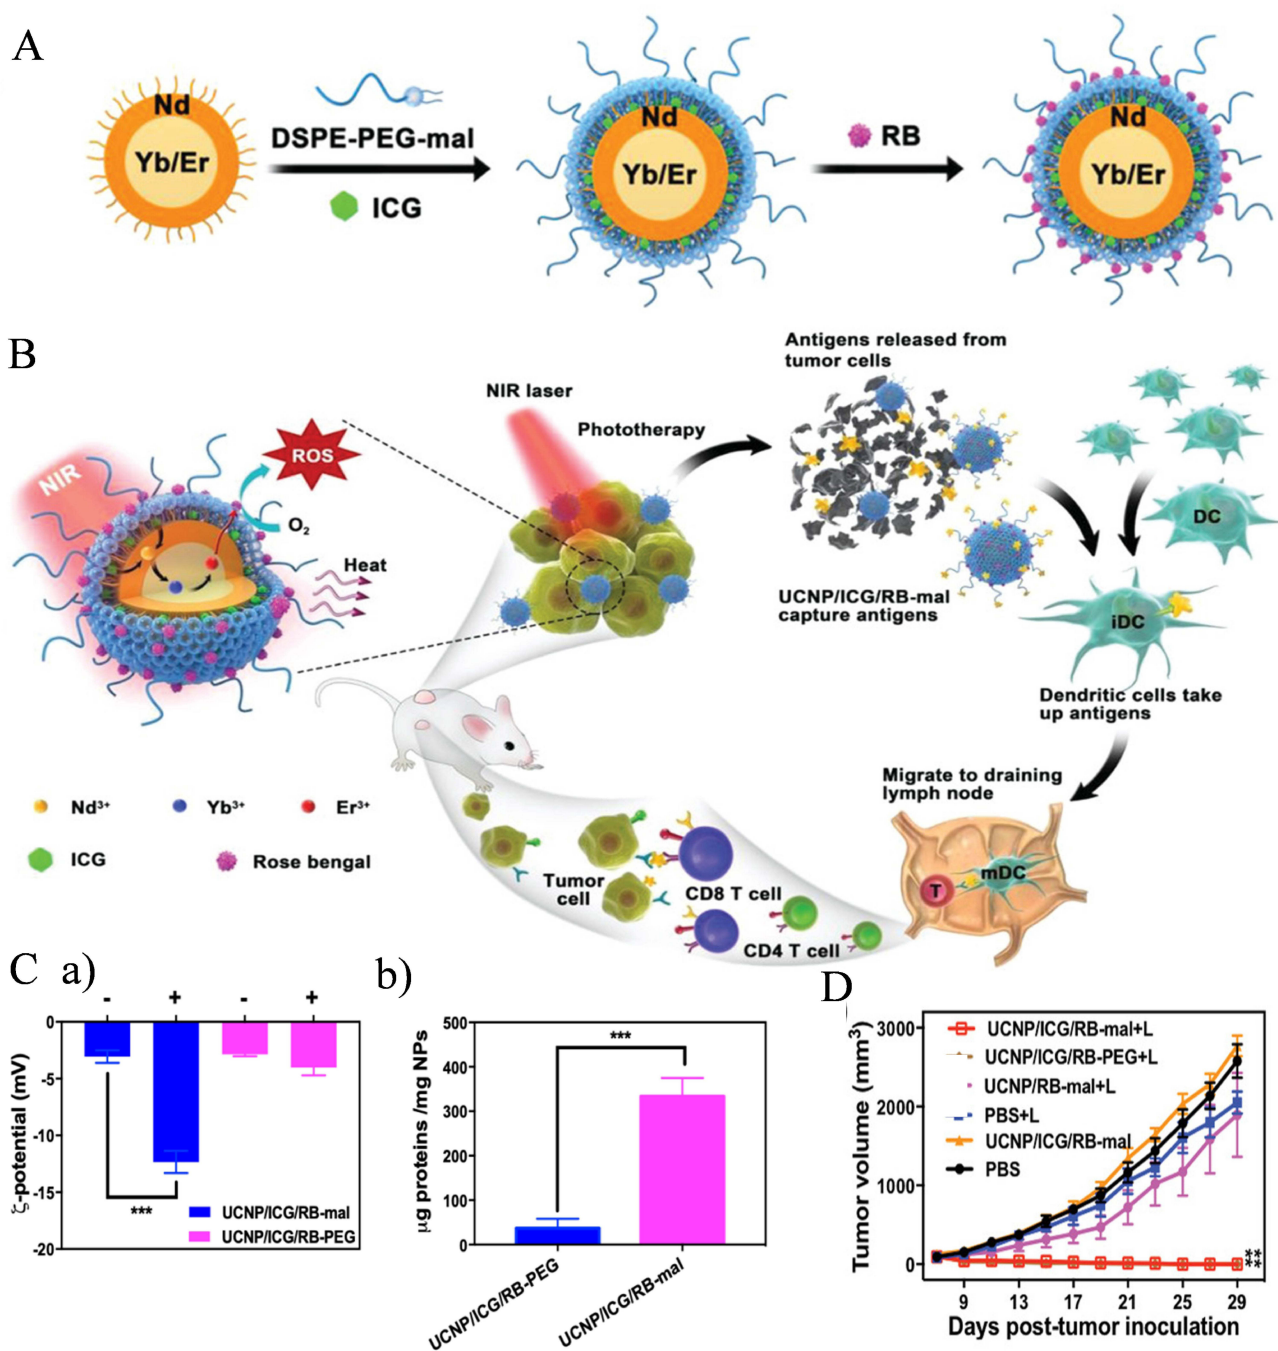 A
Nd
Yb/Er
DSPE-PEG-mal
ICG
Nd
Yb/Er
RB
Nd
Yb/Er
B
NIR
ROS
O₂
Heat
Nd³⁺
Yb³⁺
Er³⁺
ICG
Rose bengal
NIR laser
Phototherapy
Antigens released from
tumor cells
UCNP/ICG/RB-mal
capture antigens
DC
iDC
Dendritic cells take
up antigens
Migrate to draining
lymph node
T
mDC
Tumor
cell
CD8 T cell
CD4 T cell
C a)
- + - +
0
-5
-10
-15
-20
ζ-potential (mV)
***
UCNP/ICG/RB-mal
UCNP/ICG/RB-PEG
b)
500
400
300
200
100
0
μg proteins /mg NPs
***
UCNP/ICG/RB-PEG
UCNP/ICG/RB-mal
D
Tumor volume (mm³)
3000
2000
1000
0
UCNP/ICG/RB-mal+L
UCNP/ICG/RB-PEG+L
UCNP/RB-mal+L
PBS+L
UCNP/ICG/RB-mal
PBS
**
**
9 13 17 21 25 29
Days post-tumor inoculation